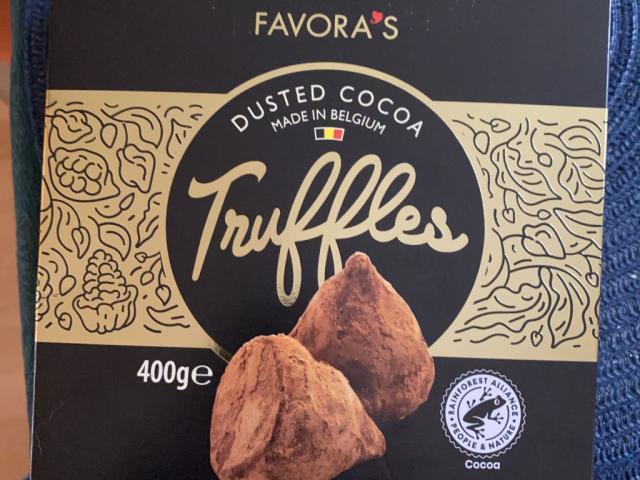 FAVORA'S
DUSTED COCOA
MADE IN BELGIUM
Truffles
400g℮
RAINFOREST ALLIANCE
PEOPLE & NATURE
Cocoa